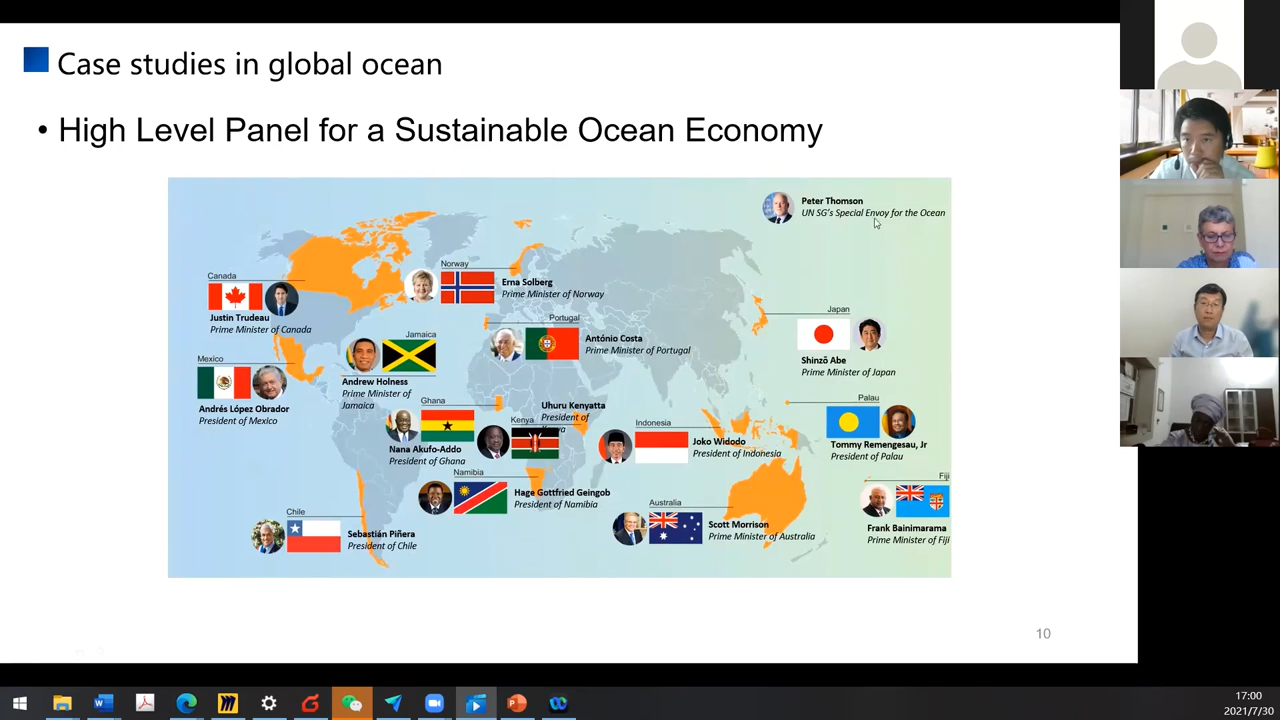 Case studies in global ocean
• High Level Panel for a Sustainable Ocean Economy
Peter Thomson
UN SG's Special Envoy for the Ocean
Canada
Justin Trudeau
Prime Minister of Canada
Norway
Erna Solberg
Prime Minister of Norway
Portugal
António Costa
Prime Minister of Portugal
Japan
Shinzō Abe
Prime Minister of Japan
Mexico
Andrés López Obrador
President of Mexico
Jamaica
Andrew Holness
Prime Minister of
Jamaica
Ghana
Nana Akufo-Addo
President of Ghana
Kenya
Uhuru Kenyatta
President of
Kenya
Indonesia
Joko Widodo
President of Indonesia
Palau
Tommy Remengesau, Jr
President of Palau
Namibia
Hage Gottfried Geingob
President of Namibia
Chile
Sebastián Piñera
President of Chile
Australia
Scott Morrison
Prime Minister of Australia
Fiji
Frank Bainimarama
Prime Minister of Fiji
10
17:00
2021/7/30